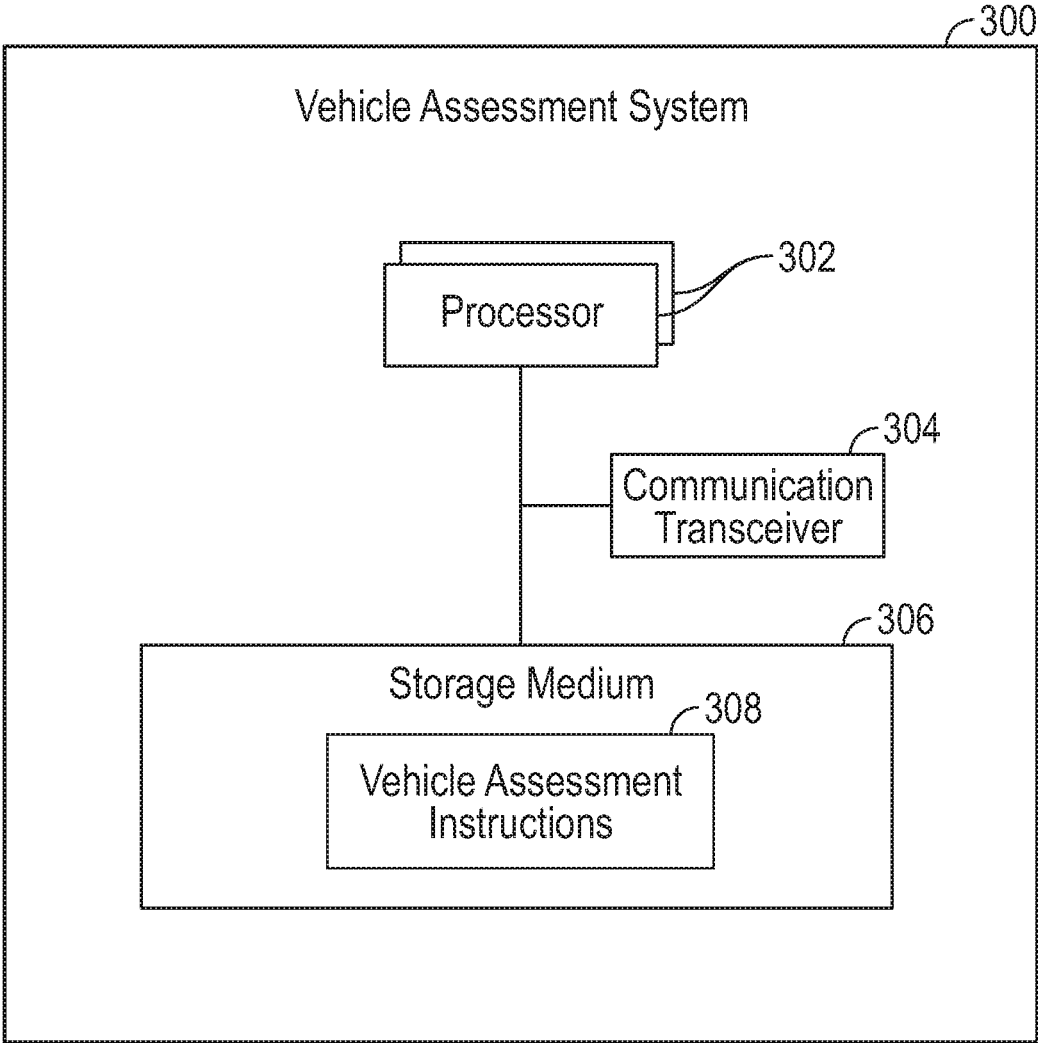 300
Vehicle Assessment System
302
Processor
304
Communication
Transceiver
306
Storage Medium
308
Vehicle Assessment
Instructions